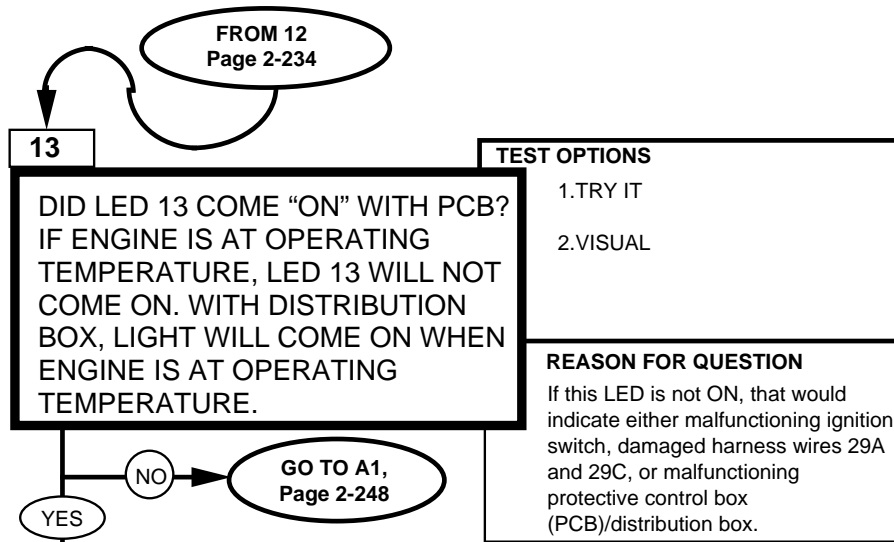 FROM 12
Page 2-234
13
DID LED 13 COME “ON” WITH PCB?
IF ENGINE IS AT OPERATING
TEMPERATURE, LED 13 WILL NOT
COME ON. WITH DISTRIBUTION
BOX, LIGHT WILL COME ON WHEN
ENGINE IS AT OPERATING
TEMPERATURE.
TEST OPTIONS
1.TRY IT
2.VISUAL
REASON FOR QUESTION
If this LED is not ON, that would
indicate either malfunctioning ignition
switch, damaged harness wires 29A
and 29C, or malfunctioning
protective control box
(PCB)/distribution box.
NO
GO TO A1,
Page 2-248
YES